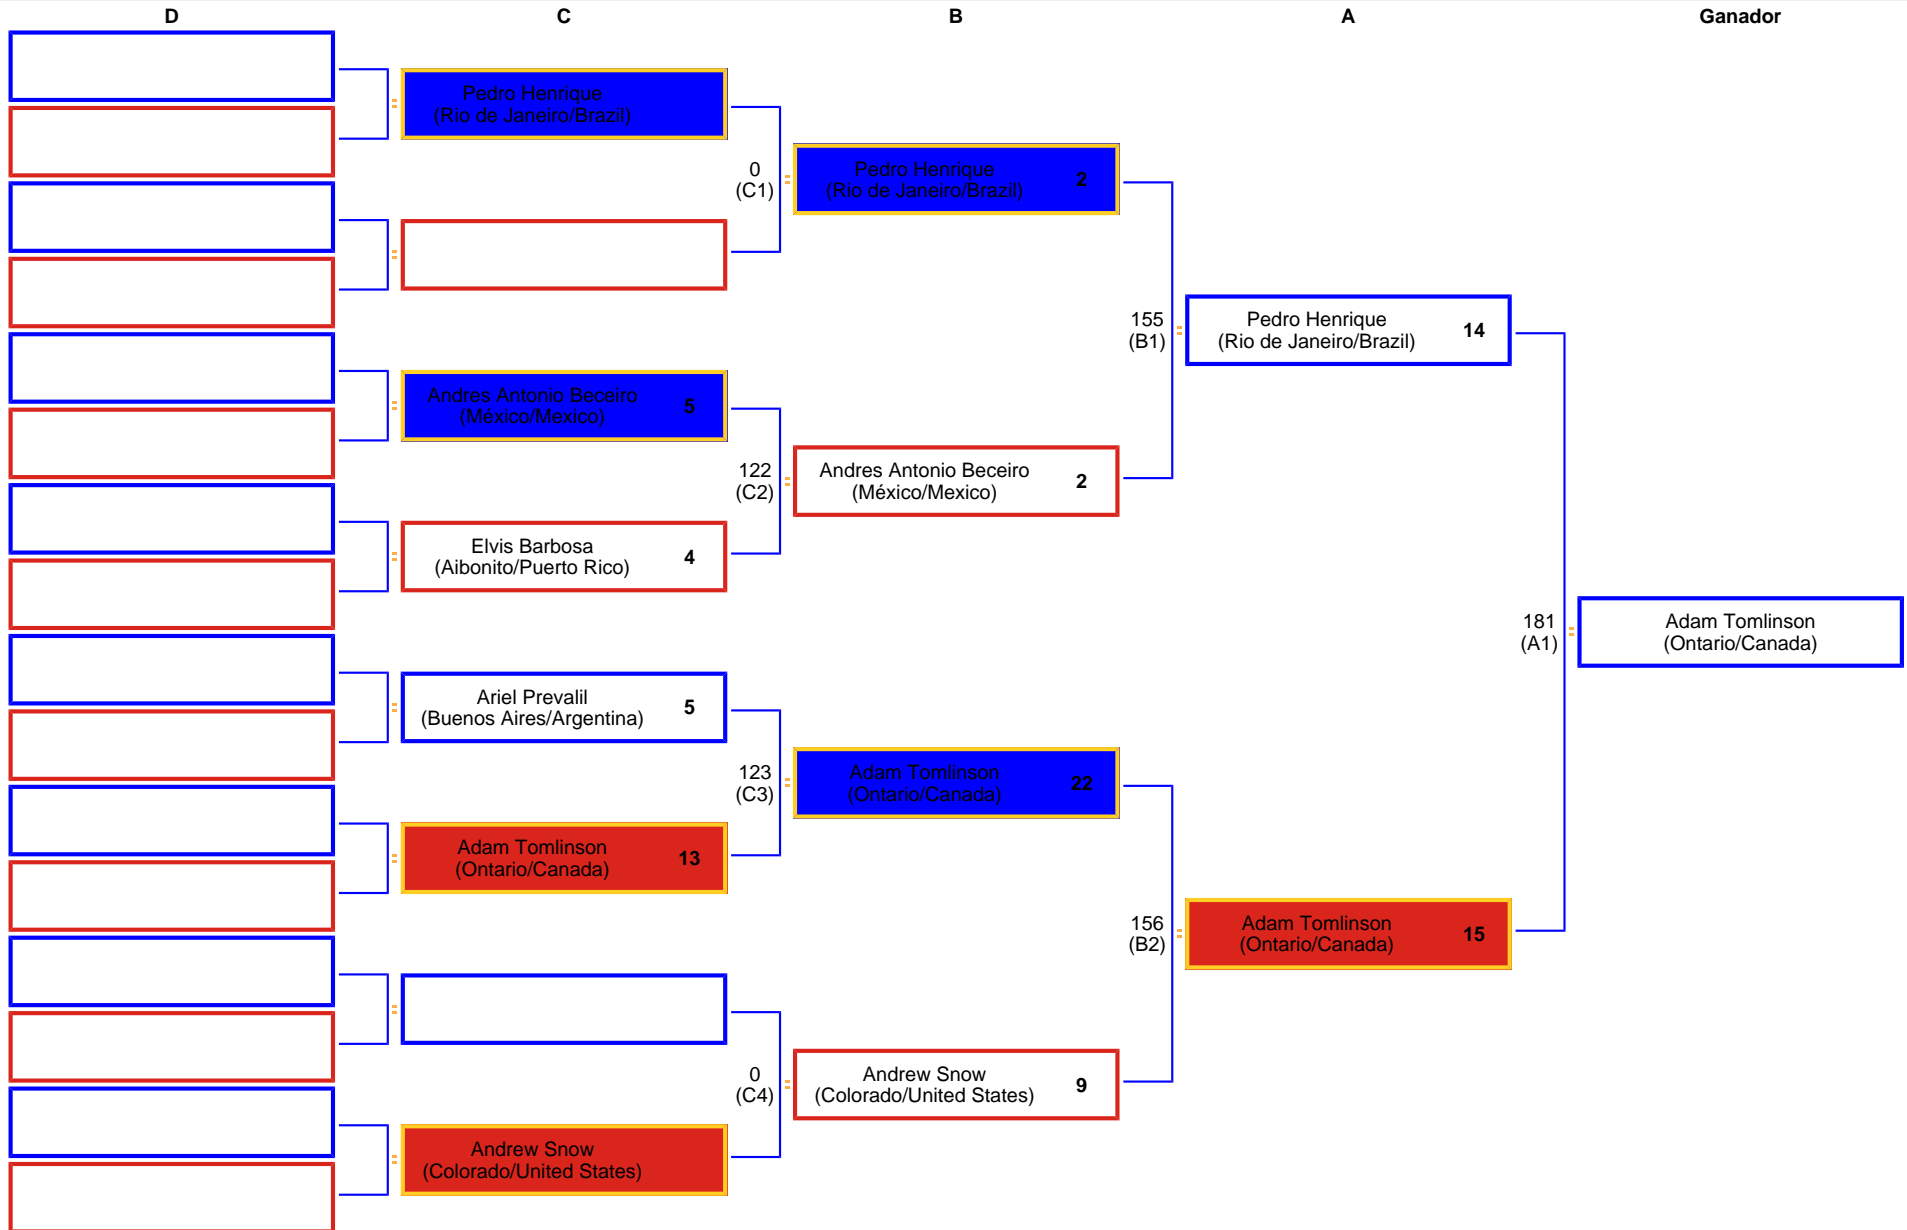 D C B A Ganador
Pedro Henrique
(Rio de Janeiro/Brazil)
0
(C1)
Pedro Henrique
(Rio de Janeiro/Brazil) 2
155
(B1)
Pedro Henrique
(Rio de Janeiro/Brazil) 14
Andres Antonio Beceiro
(México/Mexico) 5
122
(C2)
Andres Antonio Beceiro
(México/Mexico) 2
Elvis Barbosa
(Aibonito/Puerto Rico) 4
181
(A1)
Adam Tomlinson
(Ontario/Canada)
Ariel Prevalil
(Buenos Aires/Argentina) 5
123
(C3)
Adam Tomlinson
(Ontario/Canada) 22
Adam Tomlinson
(Ontario/Canada) 13
156
(B2)
Adam Tomlinson
(Ontario/Canada) 15
0
(C4)
Andrew Snow
(Colorado/United States) 9
Andrew Snow
(Colorado/United States)